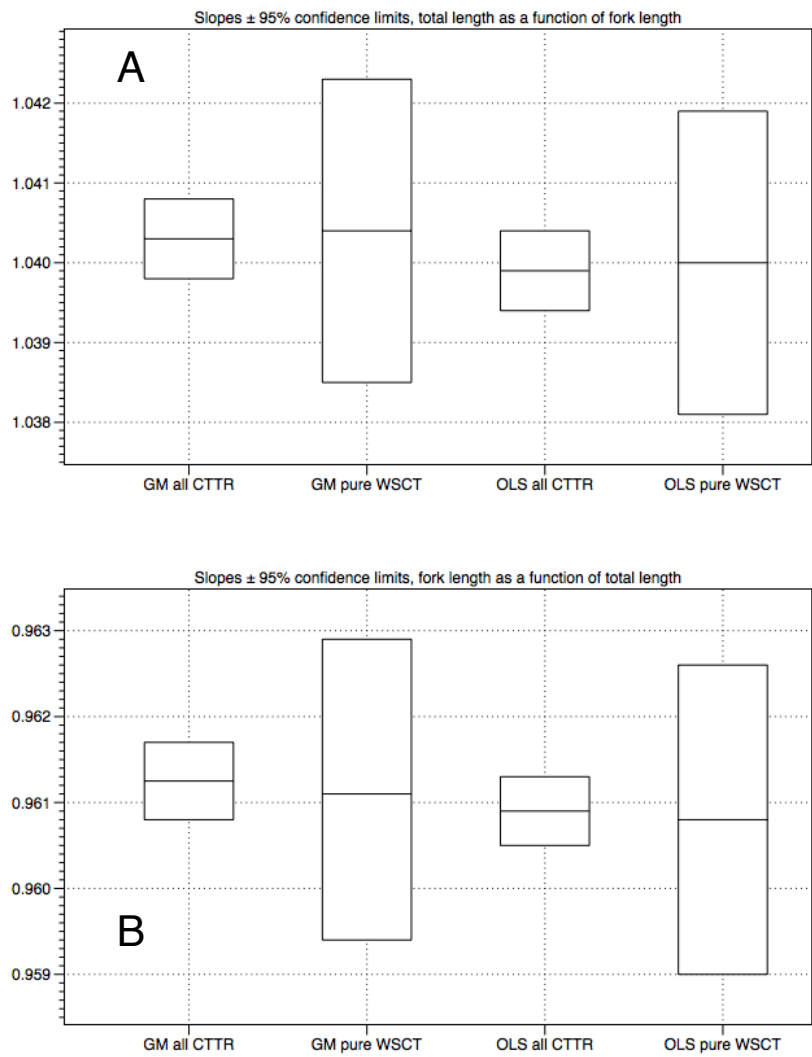 Slopes ± 95% confidence limits, total length as a function of fork length
A
1.042
1.041
1.040
1.039
1.038
GM all CTTR GM pure WSCT OLS all CTTR OLS pure WSCT
Slopes ± 95% confidence limits, fork length as a function of total length
0.963
0.962
0.961
0.960
B
0.959
GM all CTTR GM pure WSCT OLS all CTTR OLS pure WSCT